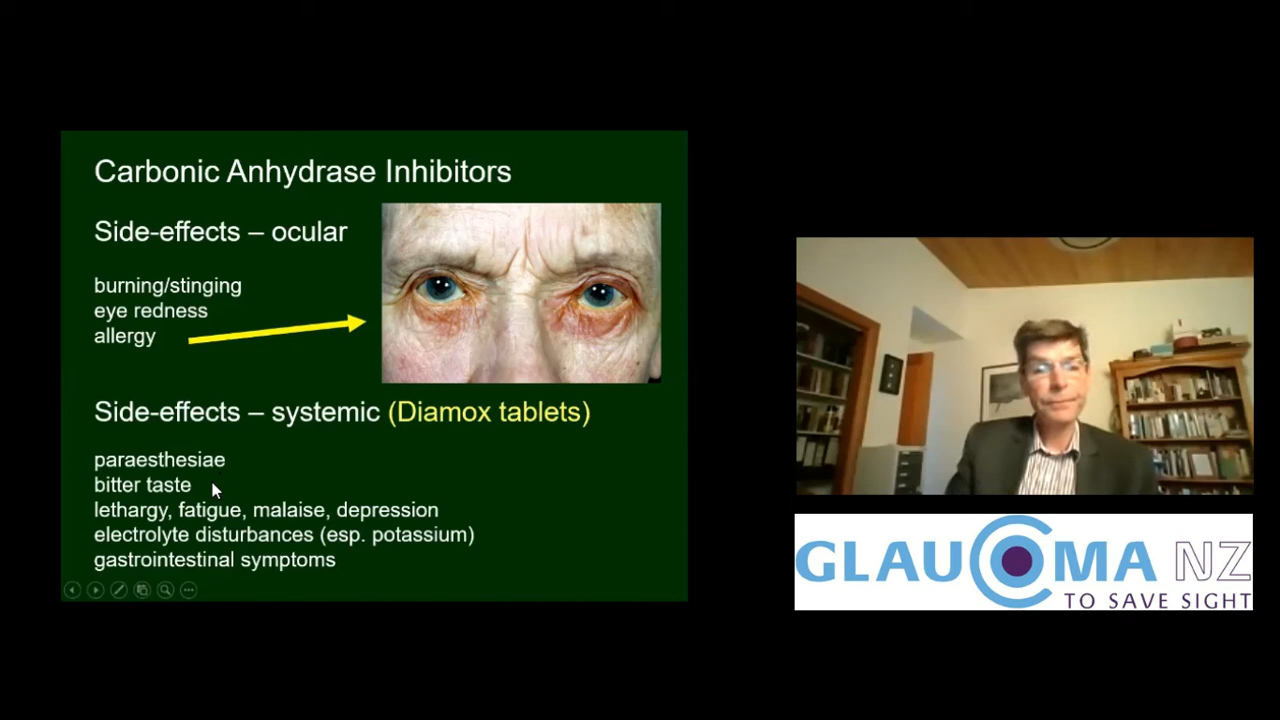 Carbonic Anhydrase Inhibitors
Side-effects – ocular
burning/stinging
eye redness
allergy
Side-effects – systemic (Diamox tablets)
paraesthesiae
bitter taste
lethargy, fatigue, malaise, depression
electrolyte disturbances (esp. potassium)
gastrointestinal symptoms
GLAUCOMA NZ
TO SAVE SIGHT